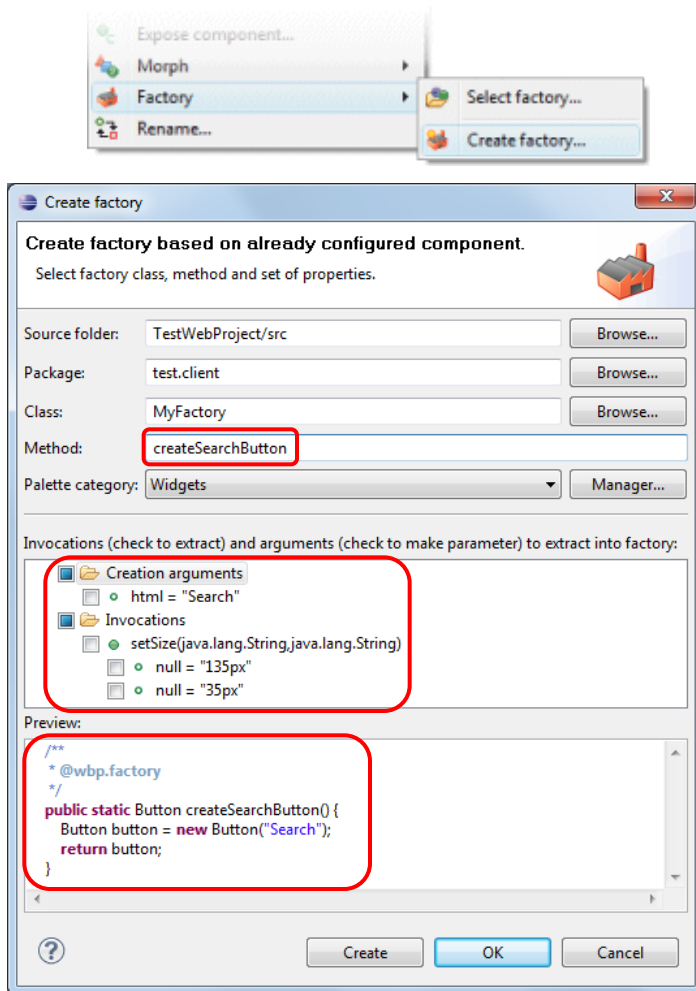 Expose component...
Morph
Factory
Select factory...
Rename...
Create factory...
Create factory
Create factory based on already configured component.
Select factory class, method and set of properties.
Source folder: TestWebProject/src Browse...
Package: test.client Browse...
Class: MyFactory Browse...
Method: createSearchButton
Palette category: Widgets Manager...
Invocations (check to extract) and arguments (check to make parameter) to extract into factory:
Creation arguments
html = "Search"
Invocations
setSize(java.lang.String,java.lang.String)
null = "135px"
null = "35px"
Preview:
/**
* @wbp.factory
*/
public static Button createSearchButton() {
Button button = new Button("Search");
return button;
}
? Create OK Cancel